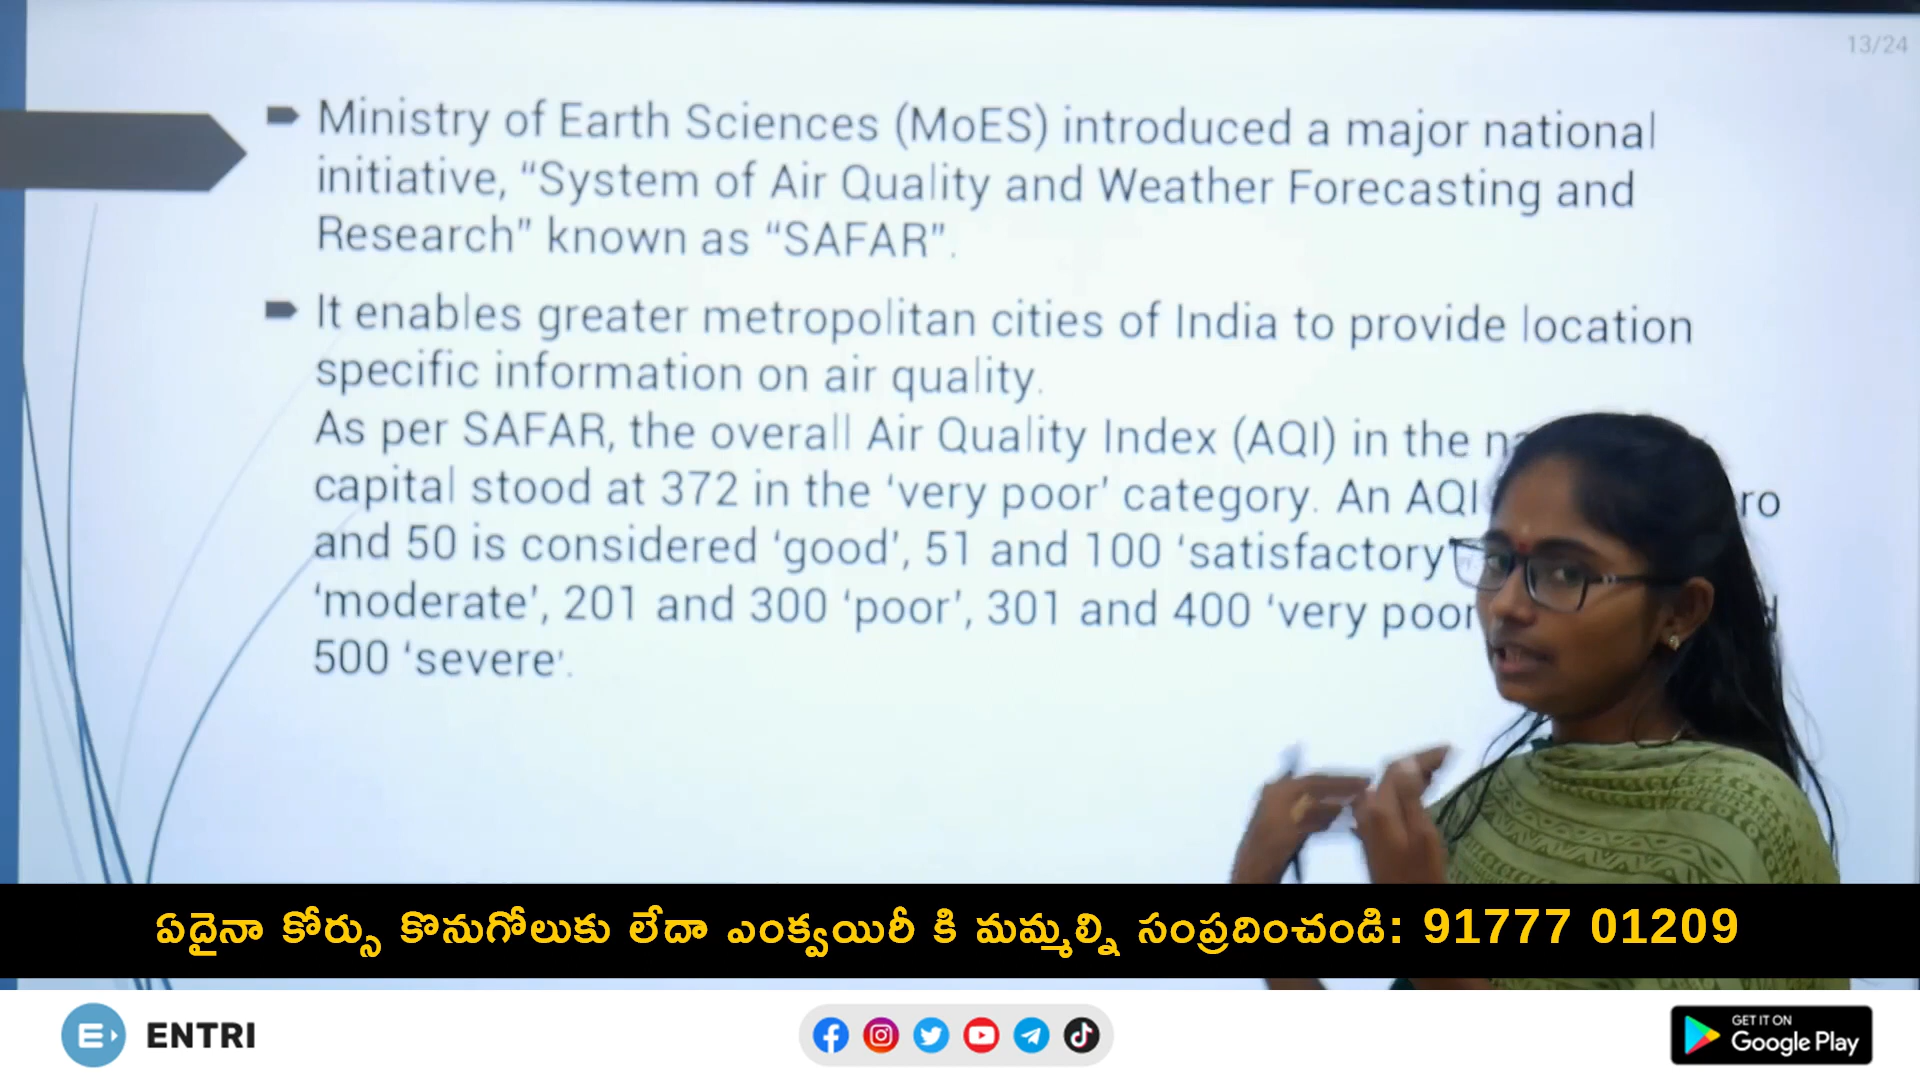 13/24
Ministry of Earth Sciences (MoES) introduced a major national
initiative, “System of Air Quality and Weather Forecasting and
Research” known as “SAFAR”.
It enables greater metropolitan cities of India to provide location
specific information on air quality.
As per SAFAR, the overall Air Quality Index (AQI) in the
capital stood at 372 in the ‘very poor’ category. An AQI
and 50 is considered ‘good’, 51 and 100 ‘satisfactory
‘moderate’, 201 and 300 ‘poor’, 301 and 400 ‘very poor
500 ‘severe’.
ఏదైనా కోర్సు కొనుగోలుకు లేదా ఎంక్వయిరీ కి మమ్మల్ని సంప్రదించండి: 91777 01209
ENTRI
GET IT ON
Google Play